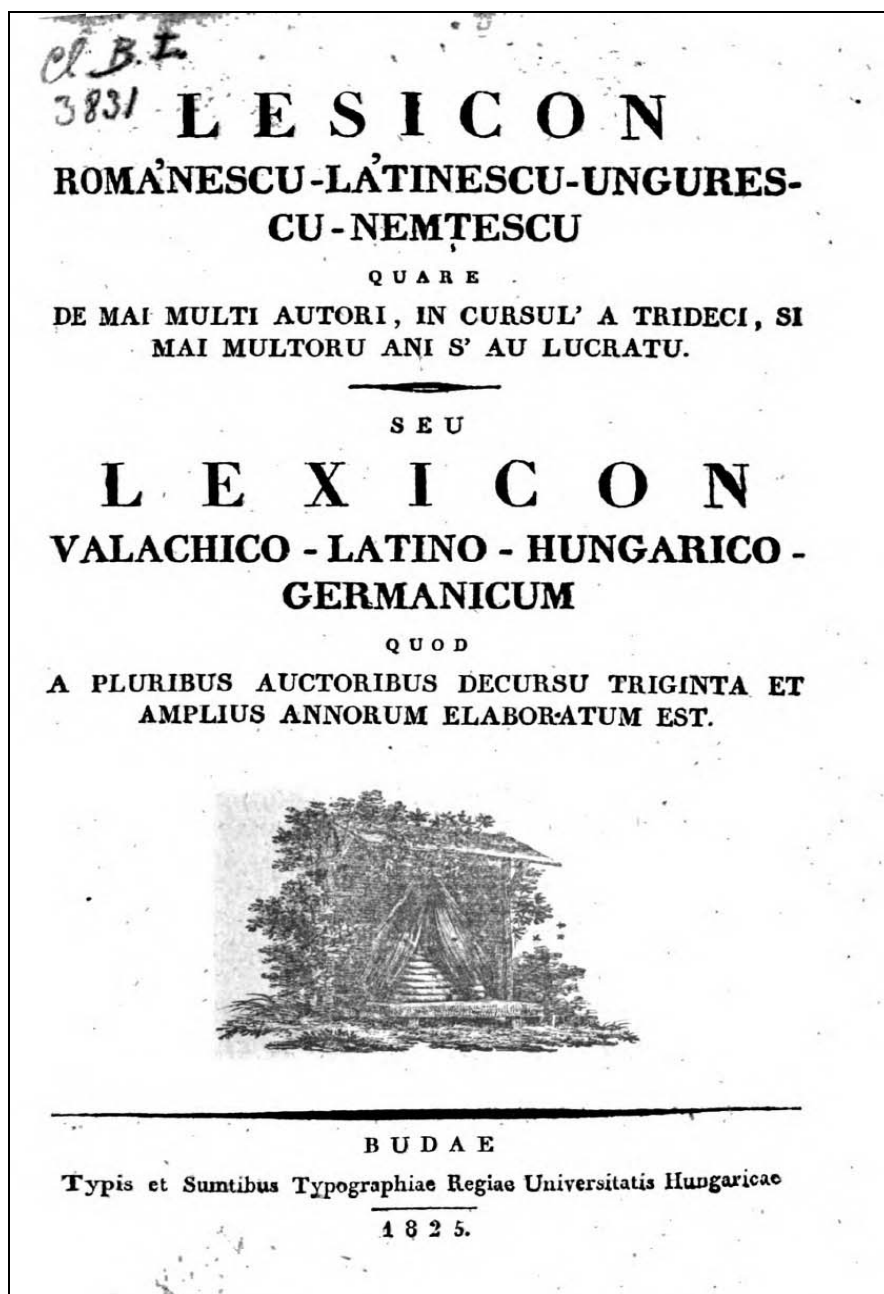 Cl B. I.
3831
LESICON
ROMA'NESCU-LA'TINESCU-UNGURES-
CU-NEMȚESCU
QUARE
DE MAI MULTI AUTORI, IN CURSUL' A TRIDECI, SI
MAI MULTORU ANI S' AU LUCRATU.
SEU
LEXICON
VALACHICO - LATINO - HUNGARICO -
GERMANICUM
QUOD
A PLURIBUS AUCTORIBUS DECURSU TRIGINTA ET
AMPLIUS ANNORUM ELABORATUM EST.
BUDAE
Typis et Sumtibus Typographiae Regiae Universitatis Hungaricae
1825.